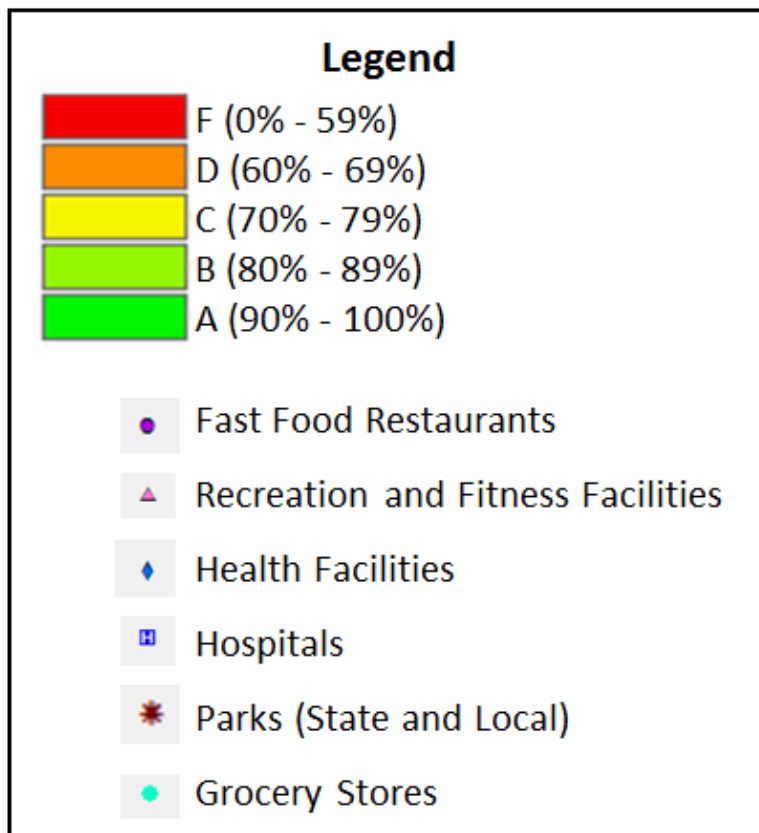 Legend
F (0% - 59%)
D (60% - 69%)
C (70% - 79%)
B (80% - 89%)
A (90% - 100%)
Fast Food Restaurants
Recreation and Fitness Facilities
Health Facilities
H Hospitals
Parks (State and Local)
Grocery Stores